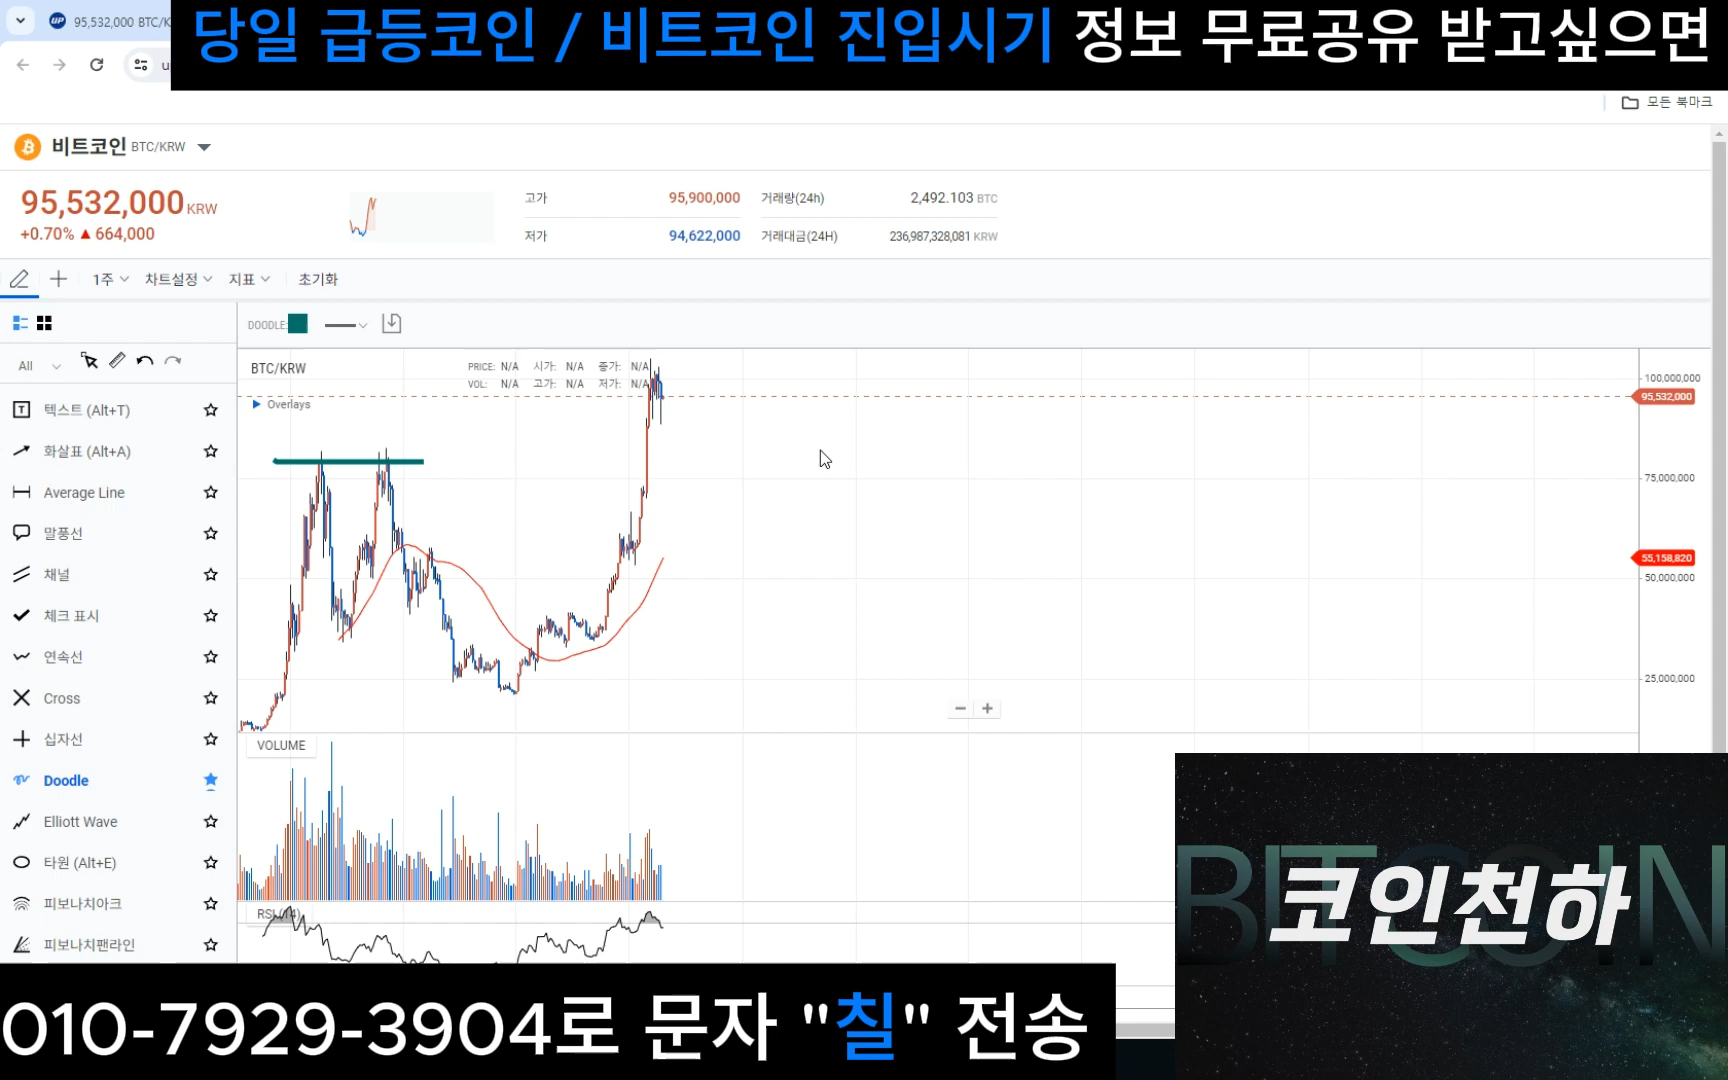 95,532,000 BTC/K
당일 급등코인 / 비트코인 진입시기 정보 무료공유 받고싶으면
모든 북마크
비트코인 BTC/KRW
95,532,000 KRW
+0.70% ▲ 664,000
고가 95,900,000 거래량(24h) 2,492.103 BTC
저가 94,622,000 거래대금(24H) 236,987,328,081 KRW
1주 차트설정 지표 초기화
DOODLE:
All
BTC/KRW
PRICE: N/A 시가: N/A 종가: N/A
VOL: N/A 고가: N/A 저가: N/A
Overlays
100,000,000
95,532,000
75,000,000
55,158,820
50,000,000
25,000,000
텍스트 (Alt+T)
화살표 (Alt+A)
Average Line
말풍선
채널
체크 표시
연속선
Cross
십자선
Doodle
Elliott Wave
타원 (Alt+E)
피보나치아크
피보나치팬라인
VOLUME
RSI (14)
BITCOIN
코인천하
010-7929-3904로 문자 "칠" 전송